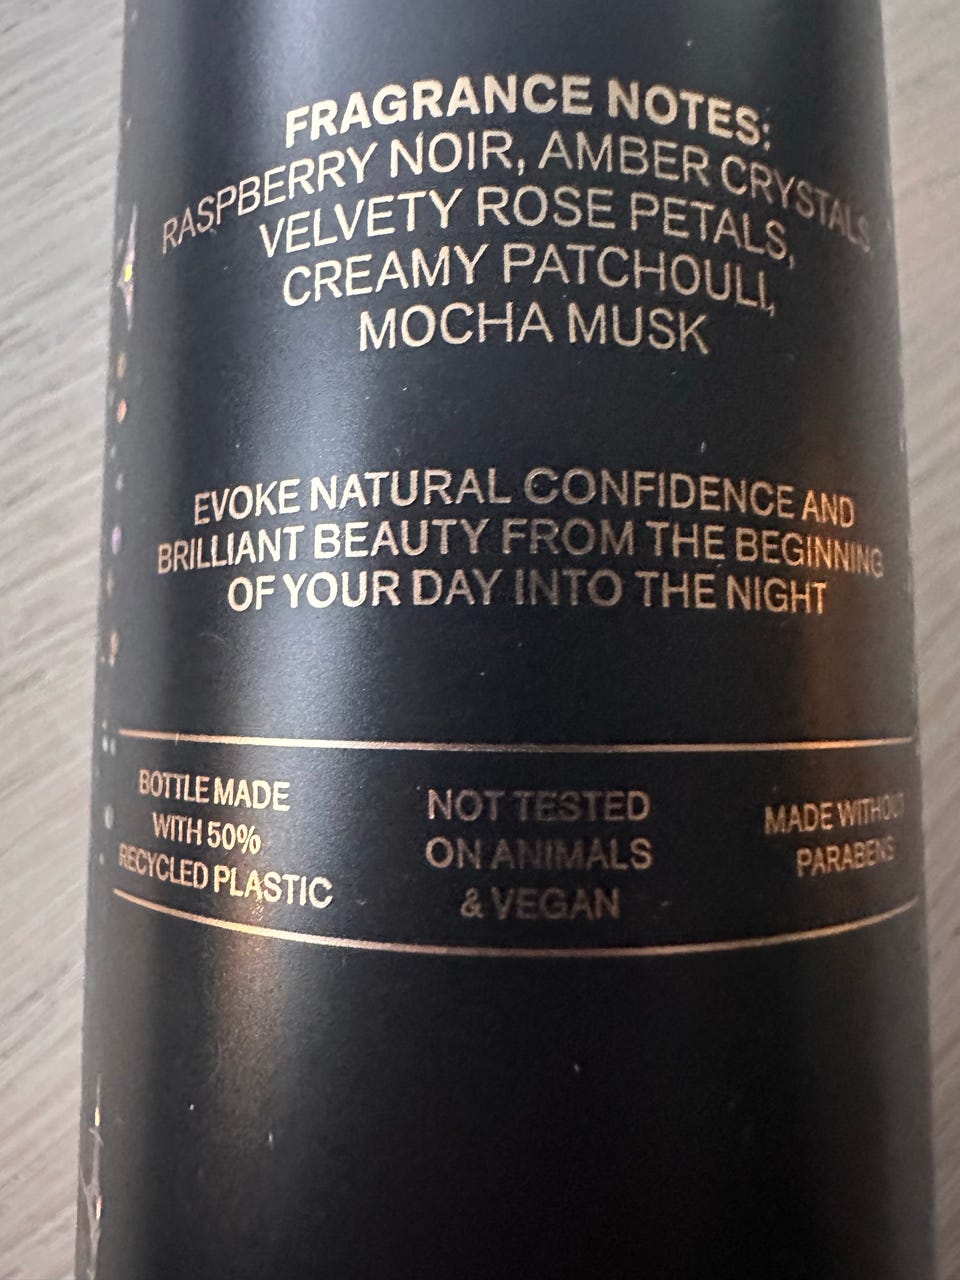 FRAGRANCE NOTES:
RASPBERRY NOIR, AMBER CRYSTALS,
VELVETY ROSE PETALS,
CREAMY PATCHOULI,
MOCHA MUSK
EVOKE NATURAL CONFIDENCE AND
BRILLIANT BEAUTY FROM THE BEGINNING
OF YOUR DAY INTO THE NIGHT
BOTTLE MADE
WITH 50%
RECYCLED PLASTIC
NOT TESTED
ON ANIMALS
& VEGAN
MADE WITHOUT
PARABENS